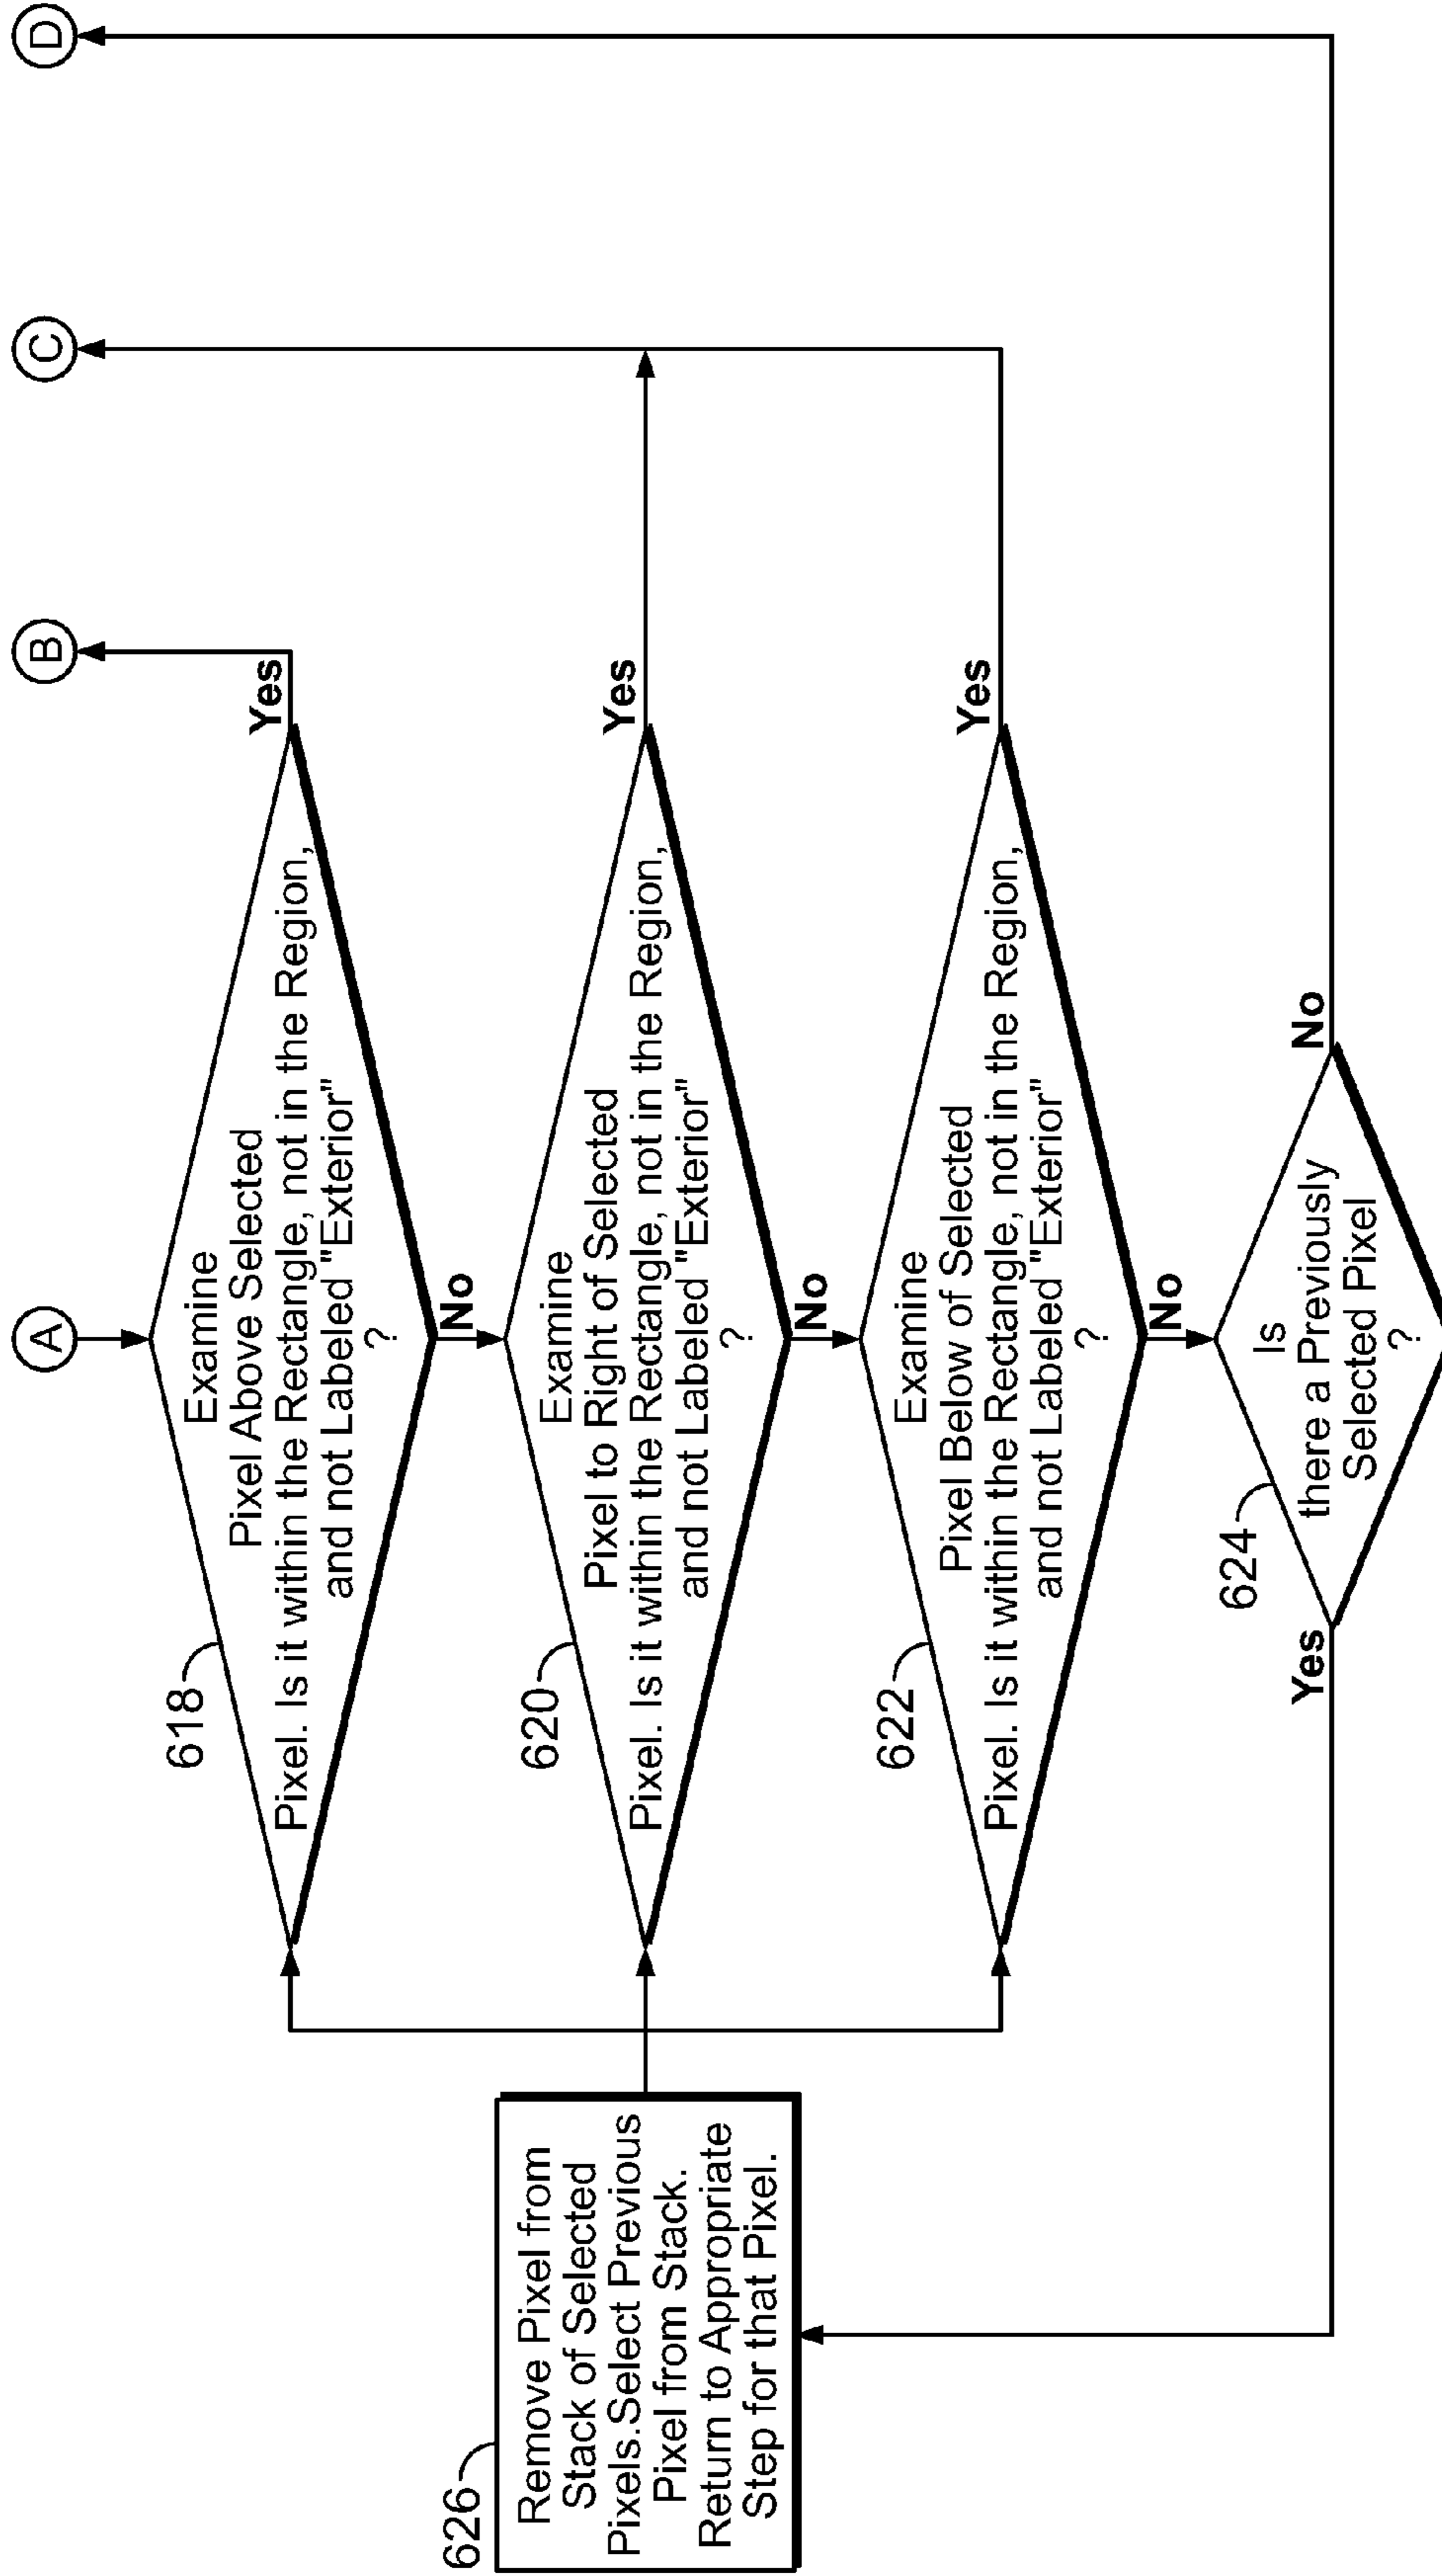 A
B
C
D
618
Examine
Pixel Above Selected
Pixel. Is it within the Rectangle, not in the Region,
and not Labeled "Exterior"
?
Yes
No
620
Examine
Pixel to Right of Selected
Pixel. Is it within the Rectangle, not in the Region,
and not Labeled "Exterior"
?
Yes
No
622
Examine
Pixel Below of Selected
Pixel. Is it within the Rectangle, not in the Region,
and not Labeled "Exterior"
?
Yes
No
624
Is
there a Previously
Selected Pixel
?
Yes
No
626
Remove Pixel from
Stack of Selected
Pixels.Select Previous
Pixel from Stack.
Return to Appropriate
Step for that Pixel.